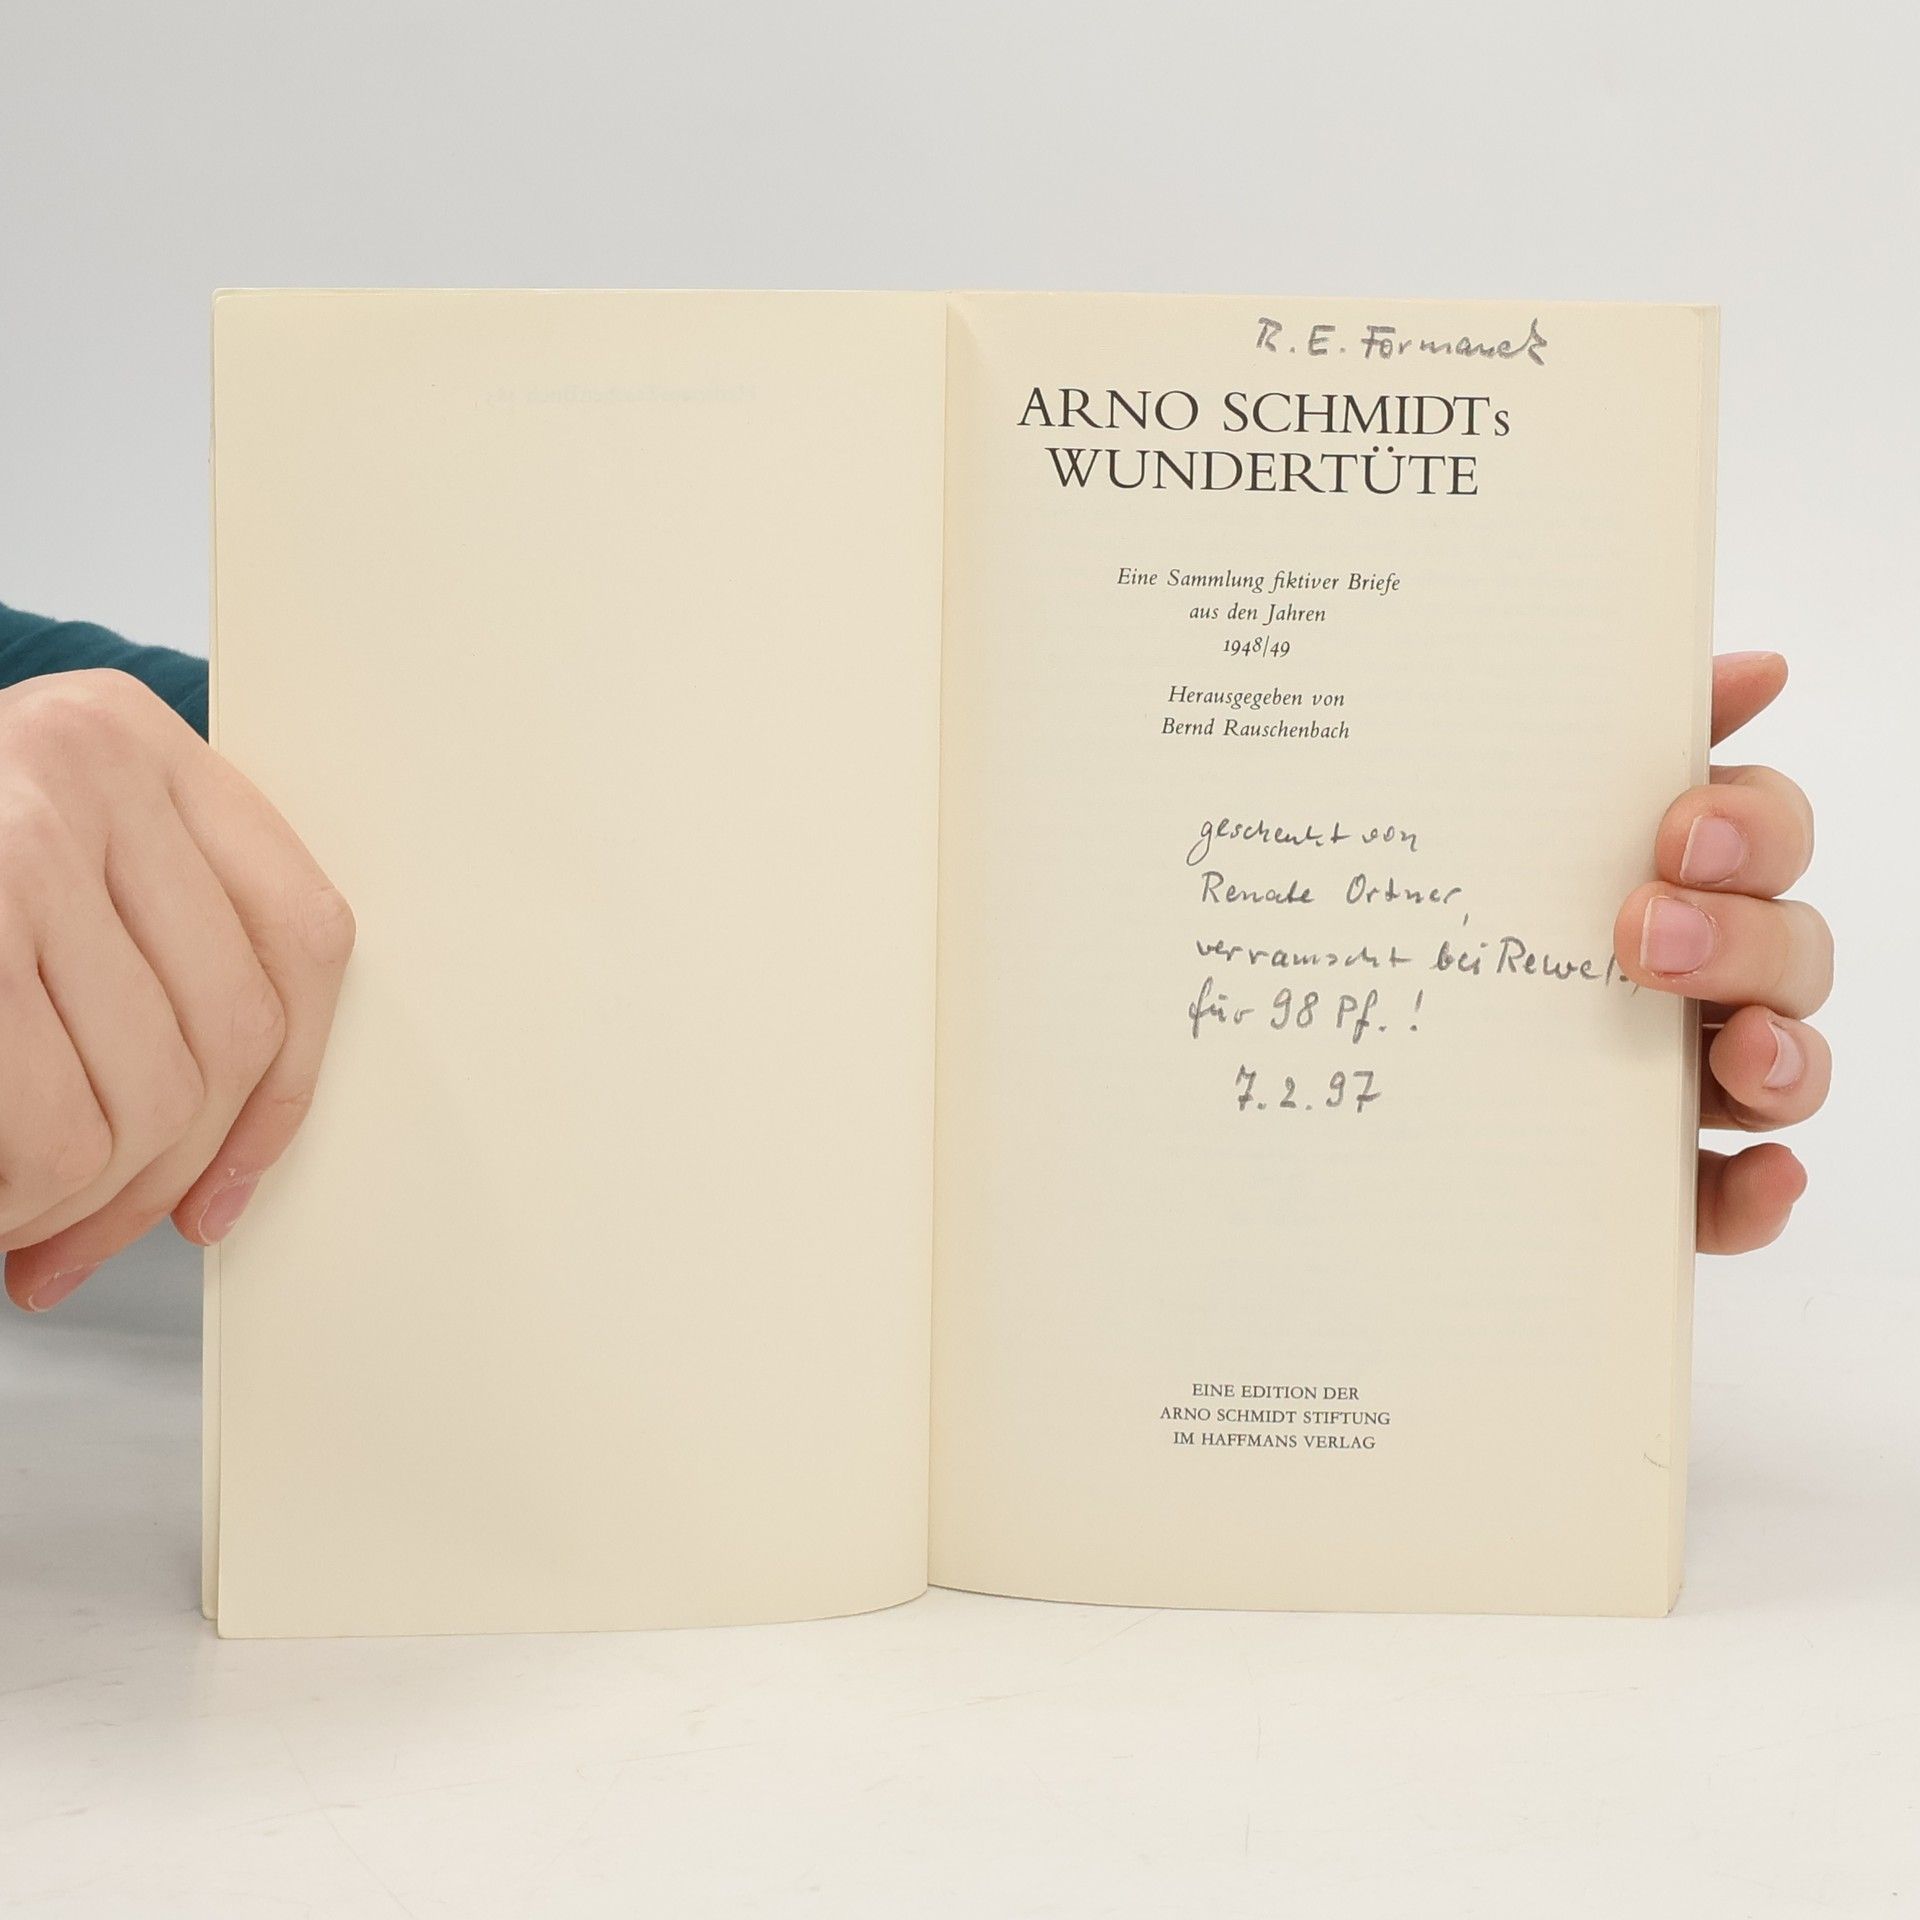 R. E. Formanek
ARNO SCHMIDTs
WUNDERTÜTE
Eine Sammlung fiktiver Briefe
aus den Jahren
1948/49
Herausgegeben von
Bernd Rauschenbach
geschenkt von
Renate Ortner,
verramscht bei
für 98 Pf.!
7.2.97
EINE EDITION DER
ARNO SCHMIDT STIFTUNG
IM HAFFMANS VERLAG